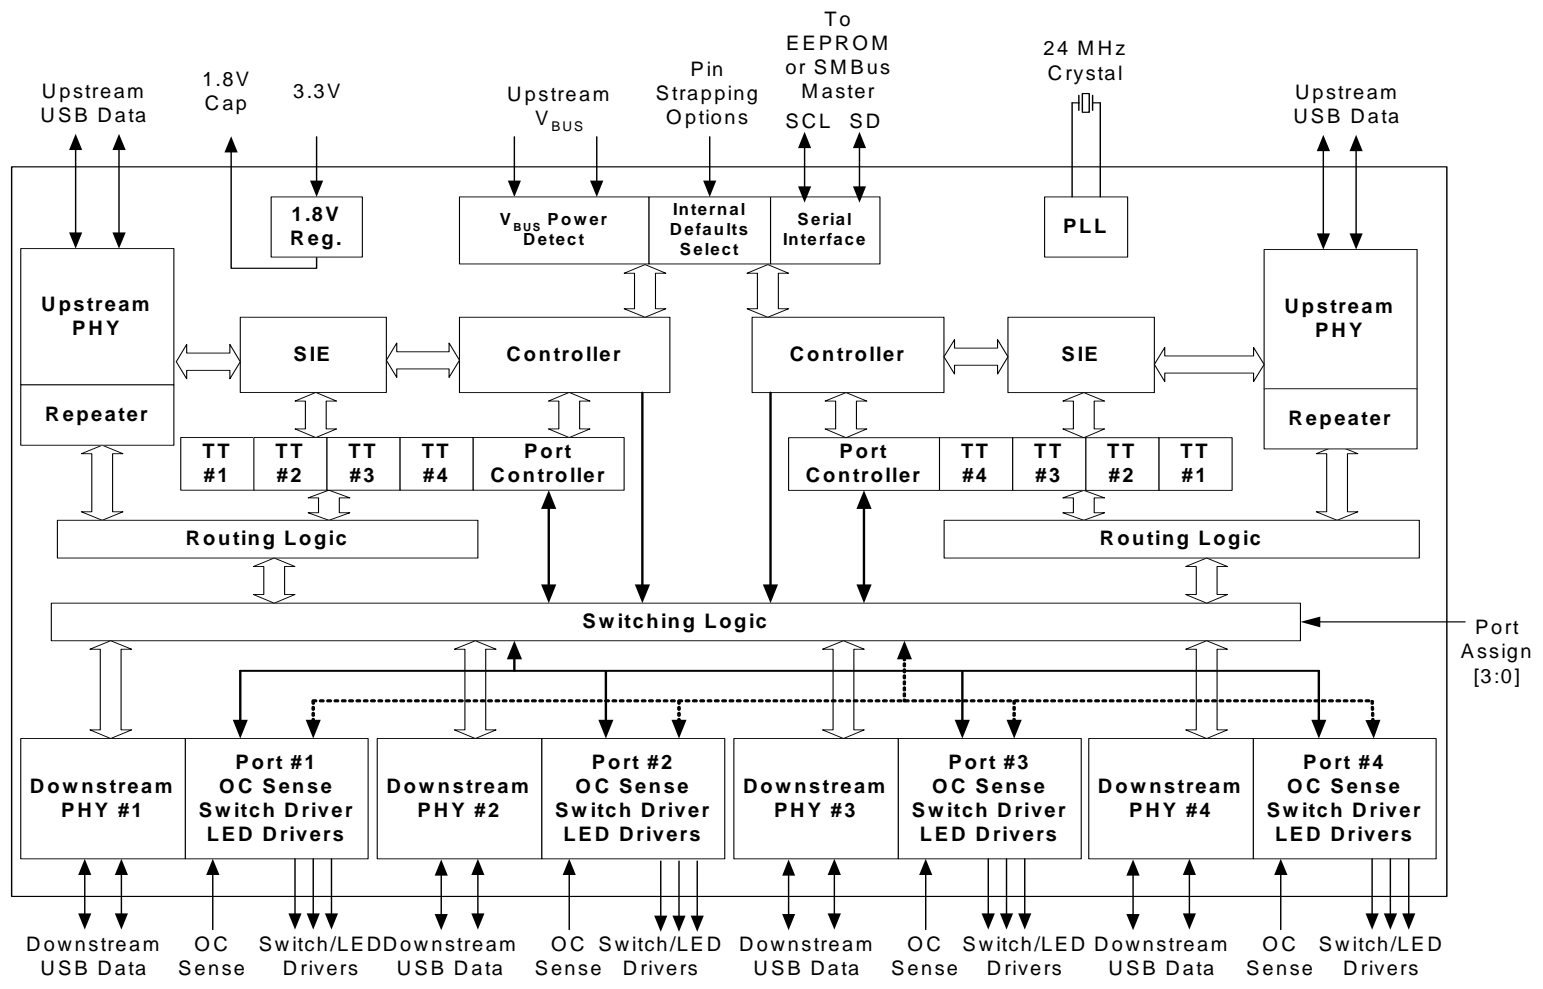 Upstream
USB Data
1.8V
Cap
3.3V
Upstream
VBUS
Pin
Strapping
Options
To
EEPROM
or SMBus
Master
SCL SD
24 MHz
Crystal
Upstream
USB Data
1.8V
Reg.
VBUS Power
Detect
Internal
Defaults
Select
Serial
Interface
PLL
Upstream
PHY
Repeater
SIE
Controller
Controller
SIE
Upstream
PHY
Repeater
TT
#1
TT
#2
TT
#3
TT
#4
Port
Controller
Port
Controller
TT
#4
TT
#3
TT
#2
TT
#1
Routing Logic
Routing Logic
Switching Logic
Port
Assign
[3:0]
Downstream
PHY #1
Port #1
OC Sense
Switch Driver
LED Drivers
Downstream
PHY #2
Port #2
OC Sense
Switch Driver
LED Drivers
Downstream
PHY #3
Port #3
OC Sense
Switch Driver
LED Drivers
Downstream
PHY #4
Port #4
OC Sense
Switch Driver
LED Drivers
Downstream
USB Data
OC
Sense
Switch/LED
Drivers
Downstream
USB Data
OC
Sense
Switch/LED
Drivers
Downstream
USB Data
OC
Sense
Switch/LED
Drivers
Downstream
USB Data
OC
Sense
Switch/LED
Drivers